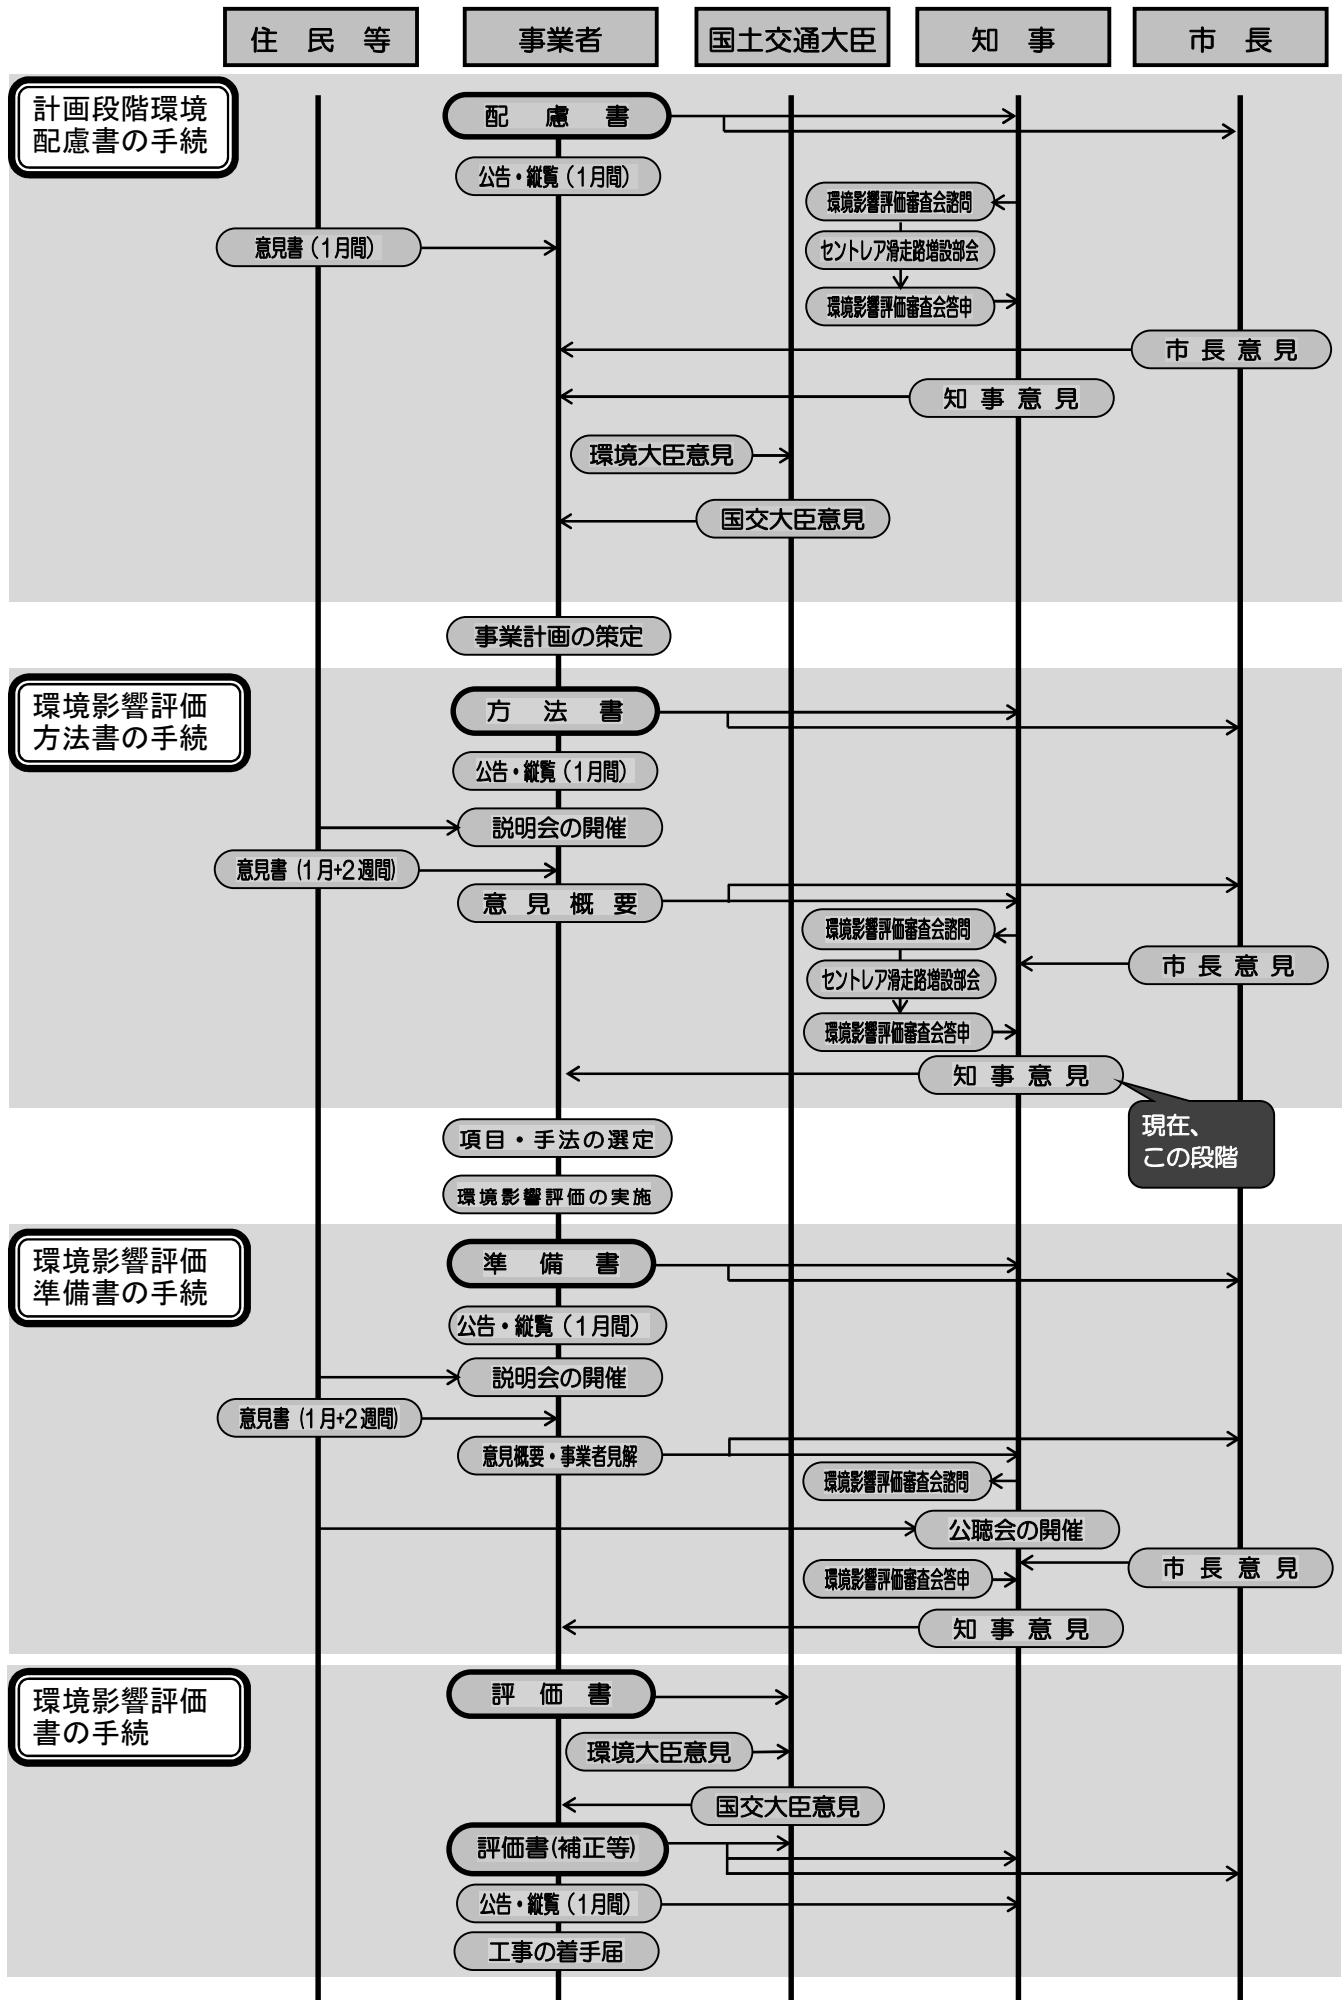 住　民　等
事業者
国土交通大臣
知　事
市　長
計画段階環境
配慮書の手続
配　慮　書
公告・縦覧（1月間）
環境影響評価審査会諮問
意見書（1月間）
セントレア滑走路増設部会
環境影響評価審査会答申
市 長 意 見
知 事 意 見
環境大臣意見
国交大臣意見
事業計画の策定
環境影響評価
方法書の手続
方　法　書
公告・縦覧（1月間）
説明会の開催
意見書（1月+2週間）
意 見 概 要
環境影響評価審査会諮問
市 長 意 見
セントレア滑走路増設部会
環境影響評価審査会答申
知 事 意 見
現在、
この段階
項目・手法の選定
環境影響評価の実施
環境影響評価
準備書の手続
準　備　書
公告・縦覧（1月間）
説明会の開催
意見書（1月+2週間）
意見概要・事業者見解
環境影響評価審査会諮問
公聴会の開催
市 長 意 見
環境影響評価審査会答申
知 事 意 見
環境影響評価
書の手続
評　価　書
環境大臣意見
国交大臣意見
評価書(補正等)
公告・縦覧（1月間）
工事の着手届